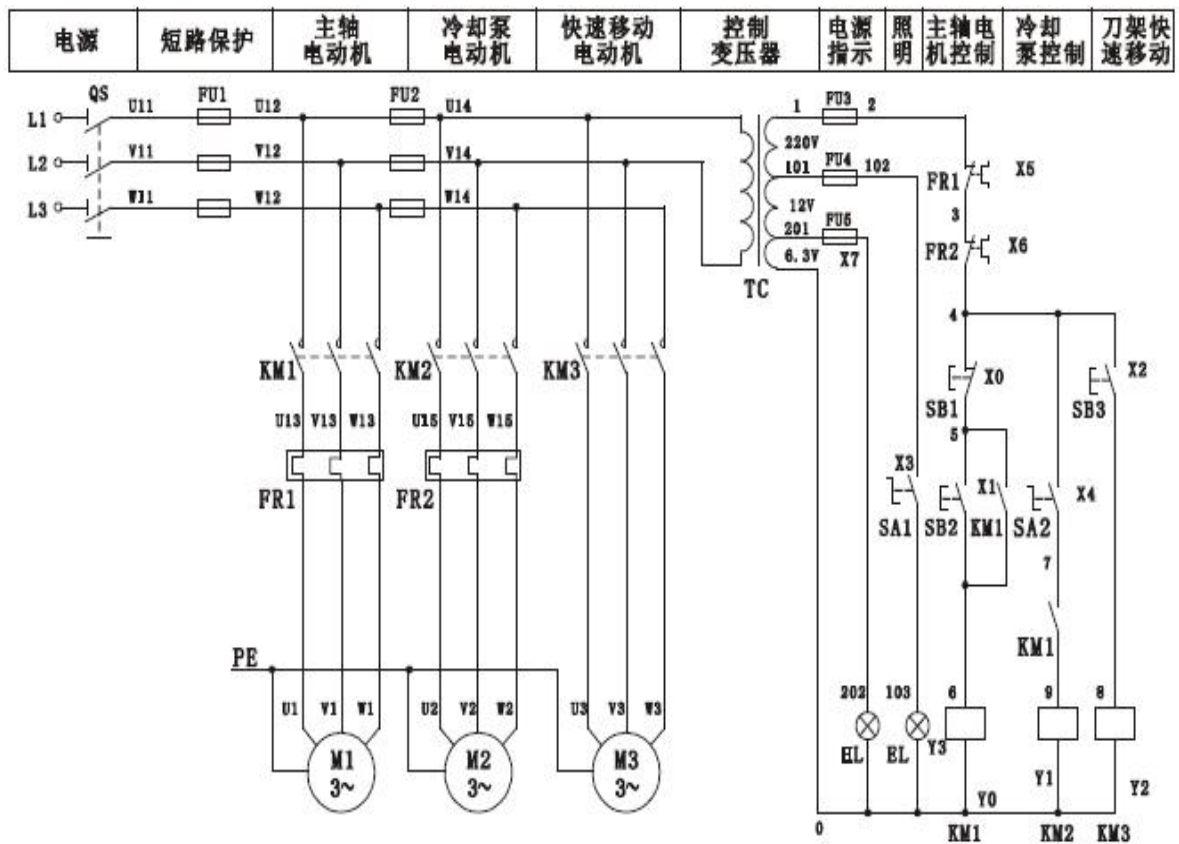 电源
短路保护
主轴
电动机
冷却泵
电动机
快速移动
电动机
控制
变压器
电源
指示
照
明
主轴电
机控制
冷却
泵控制
刀架快
速移动
QS
U11
FU1
U12
FU2
U14
1
FU3
2
L1
220V
L2
V11
V12
V14
101
FU4
102
FR1
X5
L3
W11
W12
W14
12V
201
FU5
3
6.3V
X7
FR2
X6
TC
4
KM1
KM2
KM3
X0
X2
SB1
SB3
U13
V13
W13
U15
V15
W15
5
FR1
FR2
X3
X1
X4
SA1
SB2
KM1
SA2
7
KM1
PE
202
103
6
9
8
U1
V1
W1
U2
V2
W2
U3
V3
W3
EL
EL
Y3
M1
3~
M2
3~
M3
3~
Y1
Y2
Y0
0
KM1
KM2
KM3